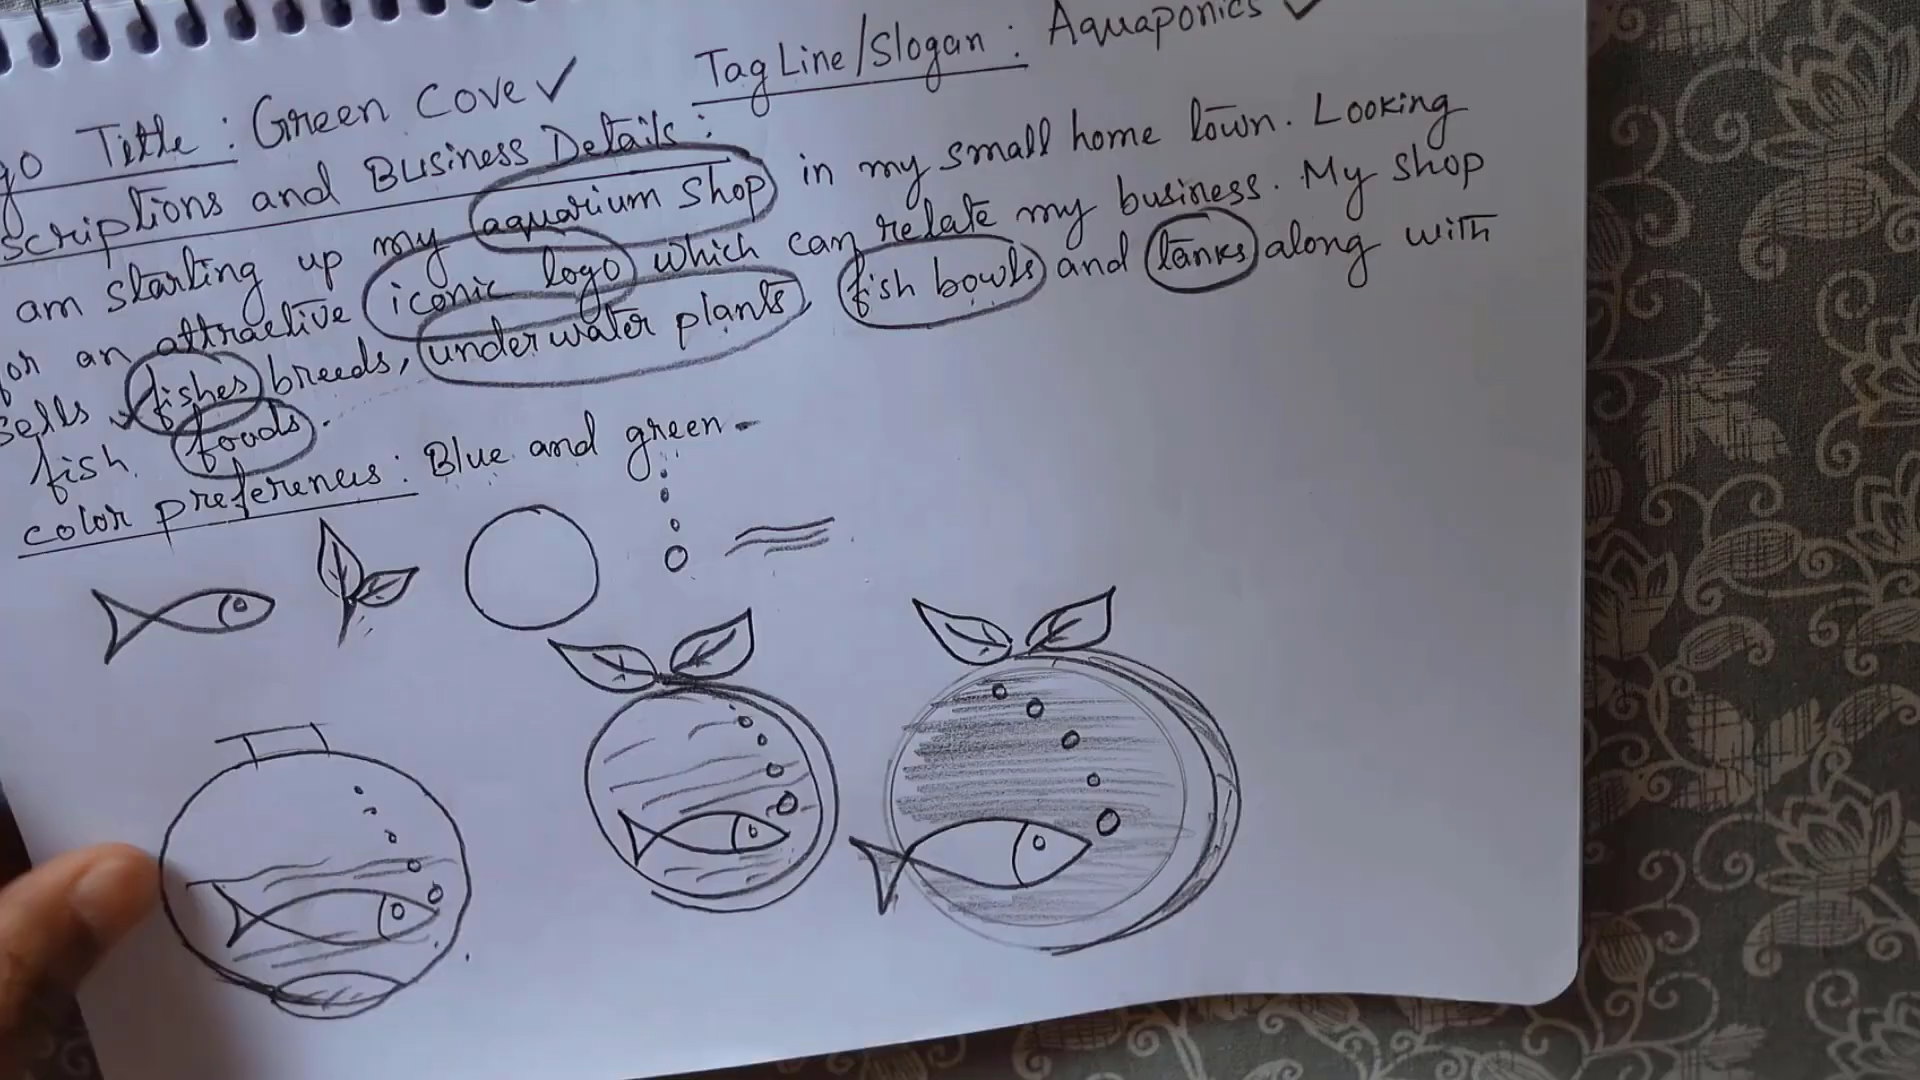 Title : Green Cove ✓ Tag Line/Slogan : Aquaponics ✓
scriptions and Business Details :
am starting up my aquarium shop in my small home town. Looking
for an attractive iconic logo which can relate my business. My shop
sells fishes breeds, underwater plants, fish bowls and tanks along with
fish foods.
color preferences : Blue and green